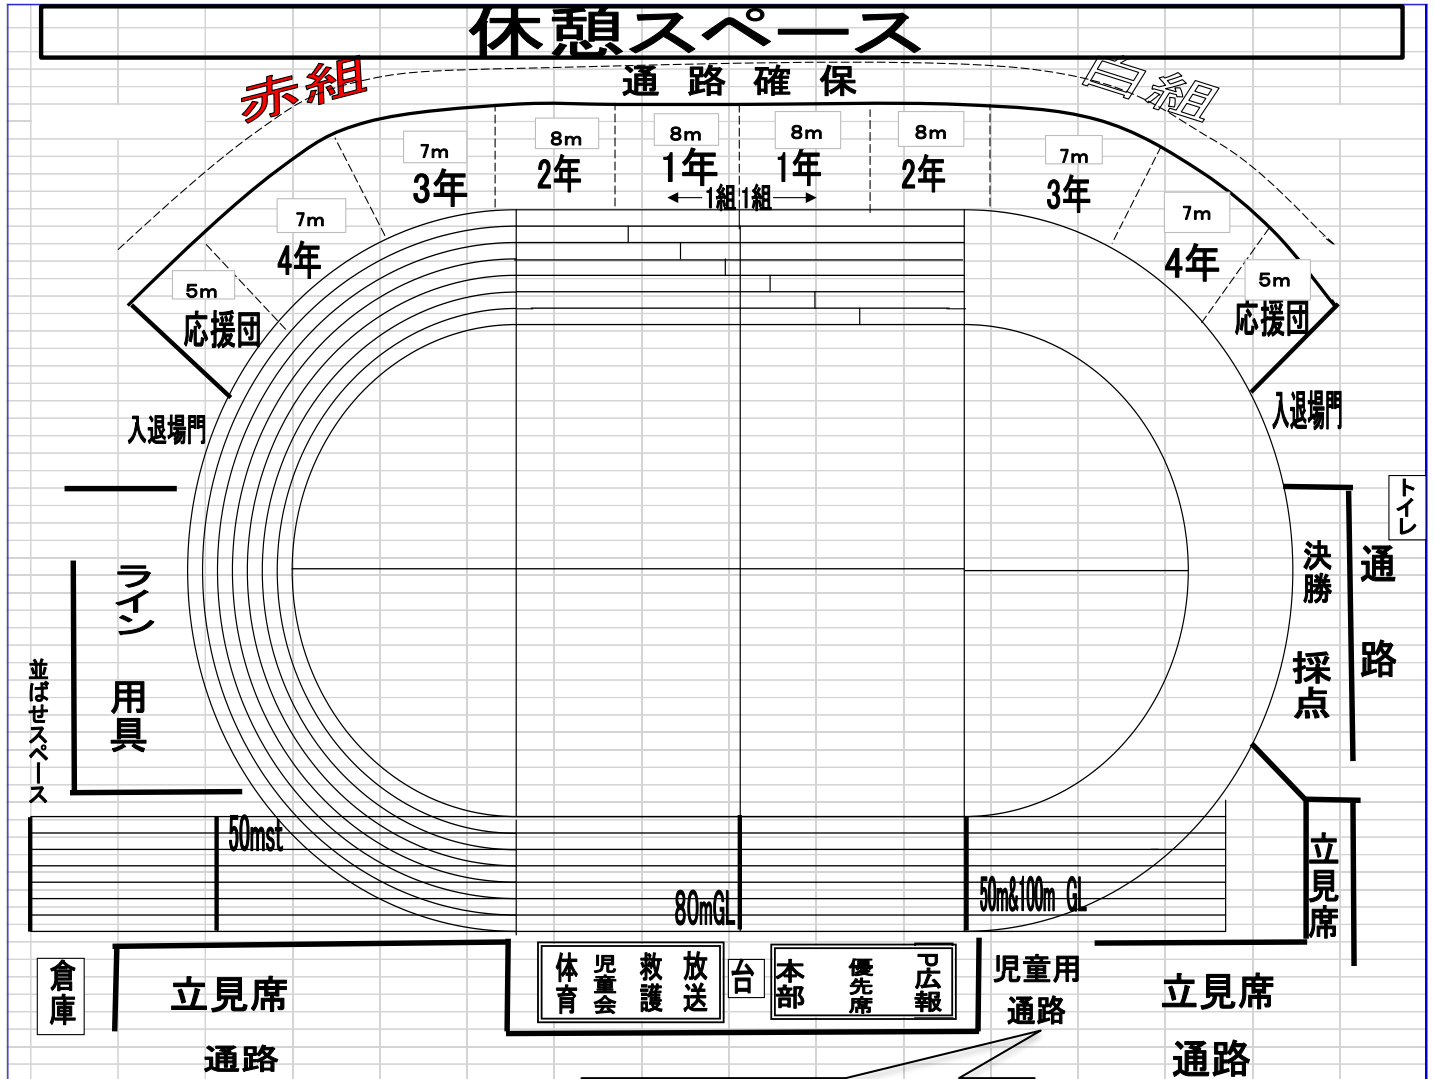 休憩スペース
赤組
通路確保
白組
8m
8m
8m
8m
7m
7m
2年
1年
1年
2年
3年
3年
1組
1組
7m
7m
4年
4年
5m
5m
応援団
応援団
入退場門
入退場門
トイレ
ライン
決勝
通路
用具
採点
並ばせスペース
50mst
立見席
80mGL
50m&100m GL
倉庫
立見席
体育
児童会
救護
放送
台
本部
優先席
P広報
児童用
通路
立見席
通路
通路